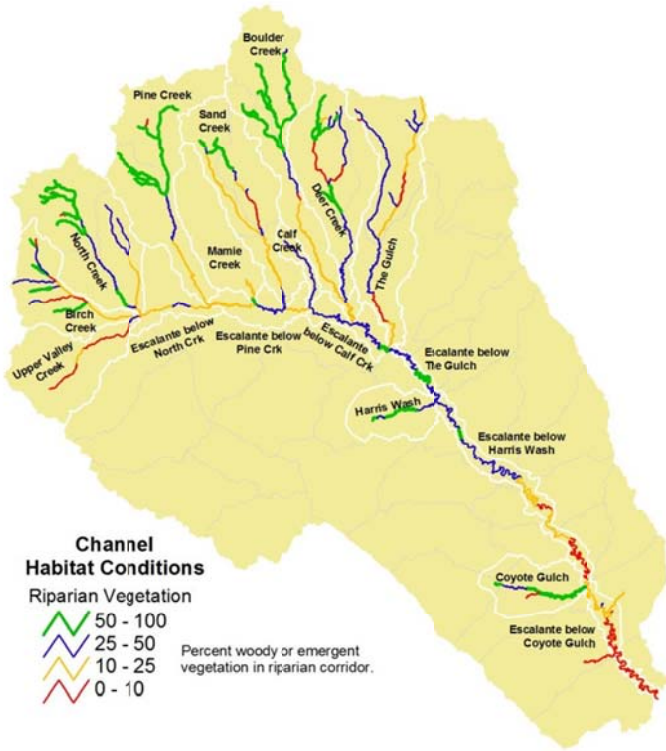 Boulder
Creek
Pine Creek
Sand
Creek
Deer Creek
North Creek
Calf
Creek
The Gulch
Mamie
Creek
Birch
Creek
Upper Valley
Creek
Escalante below
North Crk
Escalante below
Pine Crk
Escalante
below Calf Crk
Escalante below
The Gulch
Harris Wash
Escalante below
Harris Wash
Coyote Gulch
Escalante below
Coyote Gulch
Channel
Habitat Conditions
Riparian Vegetation
50 - 100
25 - 50
10 - 25
0 - 10
Percent woody or emergent
vegetation in riparian corridor.